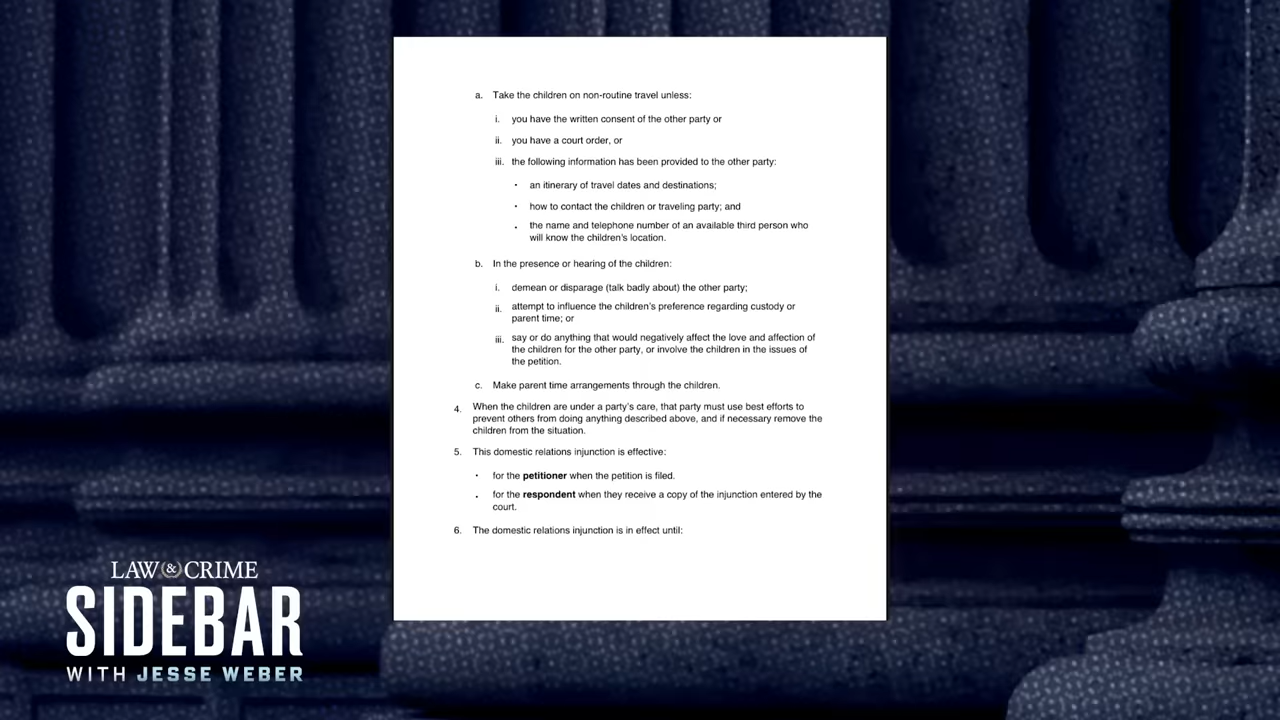 a. Take the children on non-routine travel unless:
i. you have the written consent of the other party or
ii. you have a court order, or
iii. the following information has been provided to the other party:
· an itinerary of travel dates and destinations;
· how to contact the children or traveling party; and
· the name and telephone number of an available third person who
will know the children's location.
b. In the presence or hearing of the children:
i. demean or disparage (talk badly about) the other party;
ii. attempt to influence the children's preference regarding custody or
parent time; or
iii. say or do anything that would negatively affect the love and affection of
the children for the other party, or involve the children in the issues of
the petition.
c. Make parent time arrangements through the children.
4. When the children are under a party's care, that party must use best efforts to
prevent others from doing anything described above, and if necessary remove the
children from the situation.
5. This domestic relations injunction is effective:
· for the petitioner when the petition is filed.
· for the respondent when they receive a copy of the injunction entered by the
court.
6. The domestic relations injunction is in effect until:
LAW & CRIME
SIDEBAR
WITH JESSE WEBER